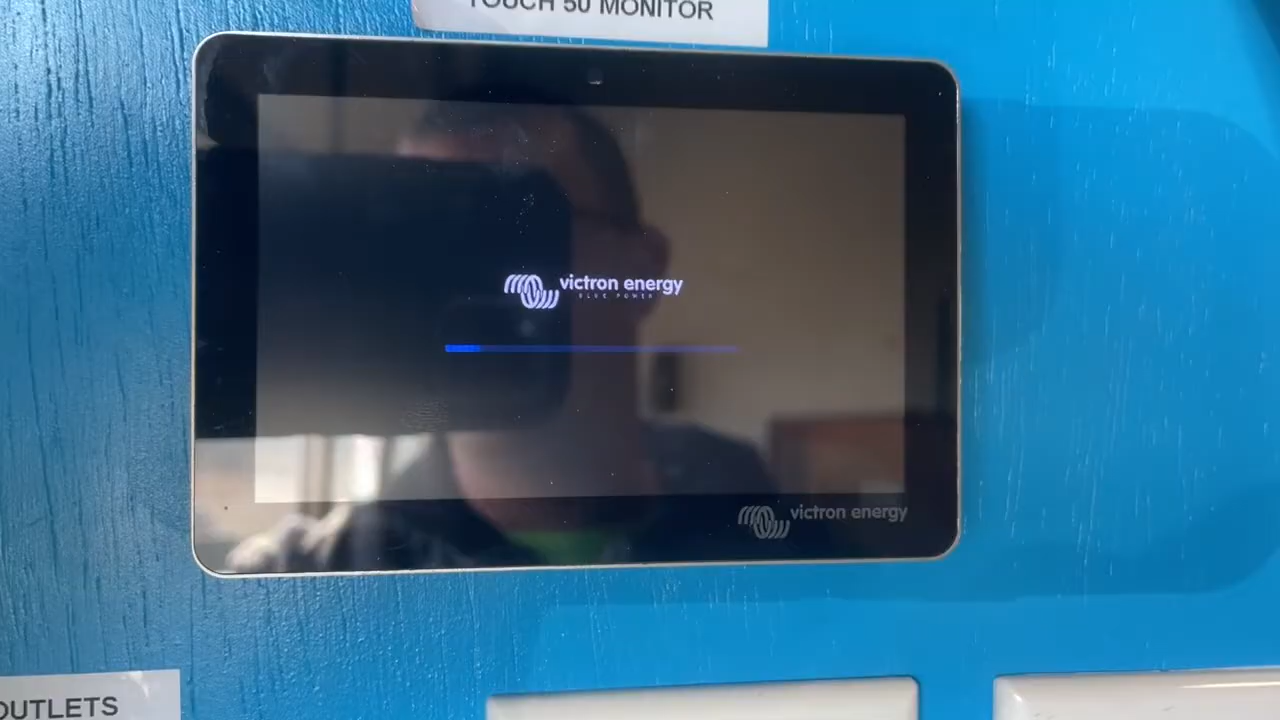 TOUCH 50 MONITOR
victron energy
BLUE POWER
victron energy
OUTLETS